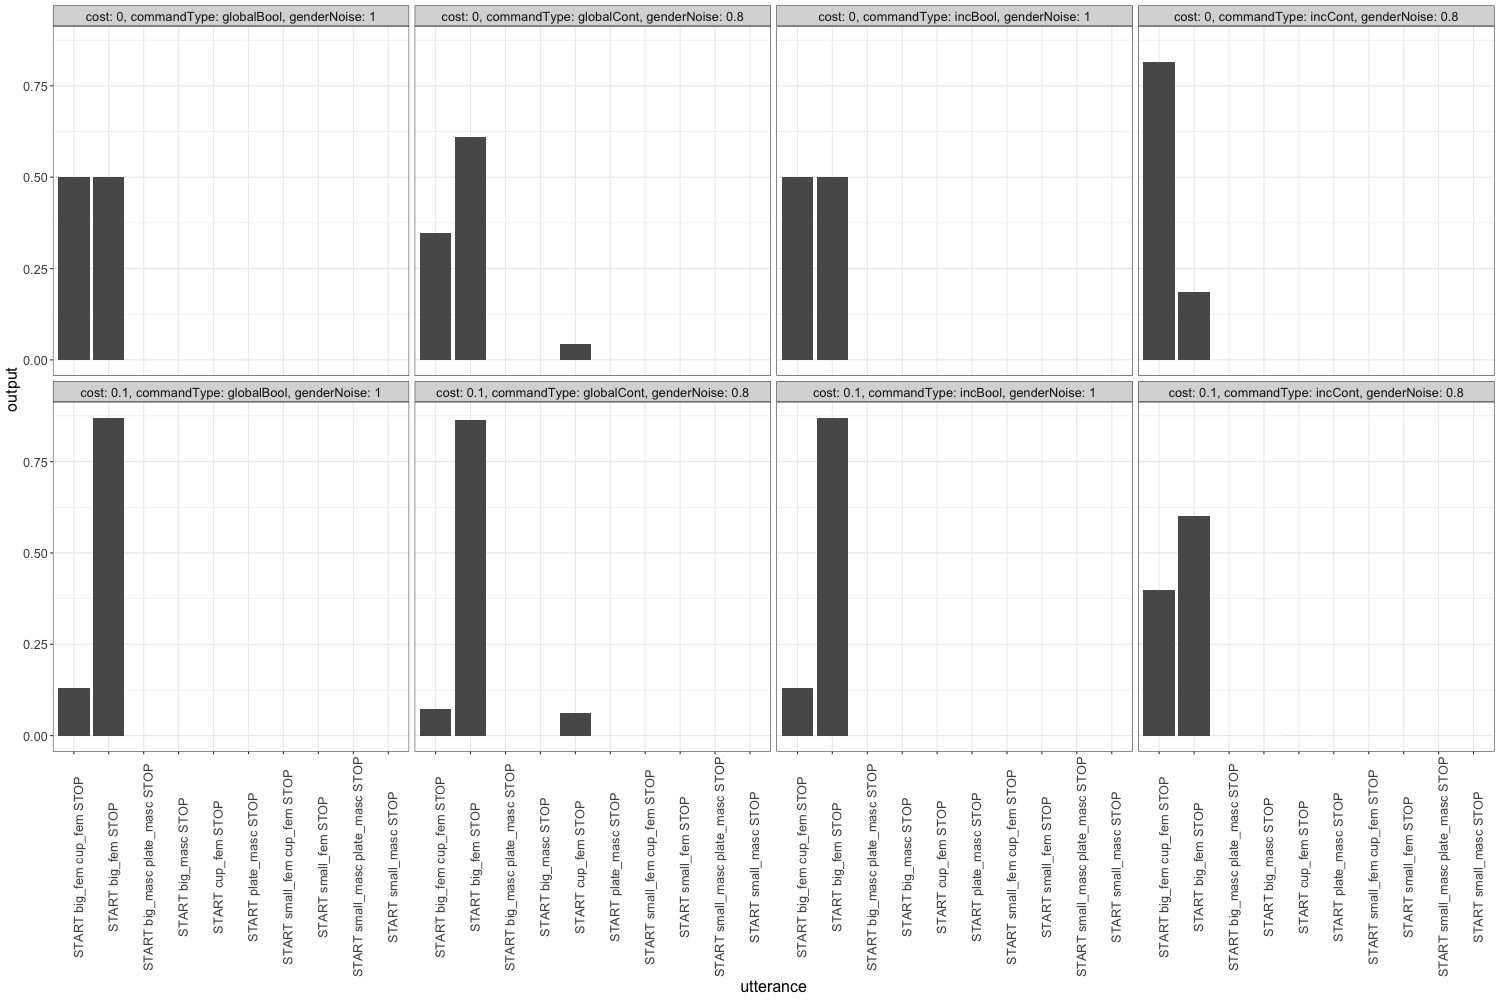 cost: 0, commandType: globalBool, genderNoise: 1
cost: 0, commandType: globalCont, genderNoise: 0.8
cost: 0, commandType: incBool, genderNoise: 1
cost: 0, commandType: incCont, genderNoise: 0.8
0.75
0.50
0.25
0.00
output
cost: 0.1, commandType: globalBool, genderNoise: 1
cost: 0.1, commandType: globalCont, genderNoise: 0.8
cost: 0.1, commandType: incBool, genderNoise: 1
cost: 0.1, commandType: incCont, genderNoise: 0.8
0.75
0.50
0.25
0.00
START big_fem cup_fem STOP
START big_fem STOP
START big_masc plate_masc STOP
START big_masc STOP
START cup_fem STOP
START plate_masc STOP
START small_fem cup_fem STOP
START small_fem STOP
START small_masc plate_masc STOP
START small_masc STOP
START big_fem cup_fem STOP
START big_fem STOP
START big_masc plate_masc STOP
START big_masc STOP
START cup_fem STOP
START plate_masc STOP
START small_fem cup_fem STOP
START small_fem STOP
START small_masc plate_masc STOP
START small_masc STOP
START big_fem cup_fem STOP
START big_fem STOP
START big_masc plate_masc STOP
START big_masc STOP
START cup_fem STOP
START plate_masc STOP
START small_fem cup_fem STOP
START small_fem STOP
START small_masc plate_masc STOP
START small_masc STOP
START big_fem cup_fem STOP
START big_fem STOP
START big_masc plate_masc STOP
START big_masc STOP
START cup_fem STOP
START plate_masc STOP
START small_fem cup_fem STOP
START small_fem STOP
START small_masc plate_masc STOP
START small_masc STOP
utterance